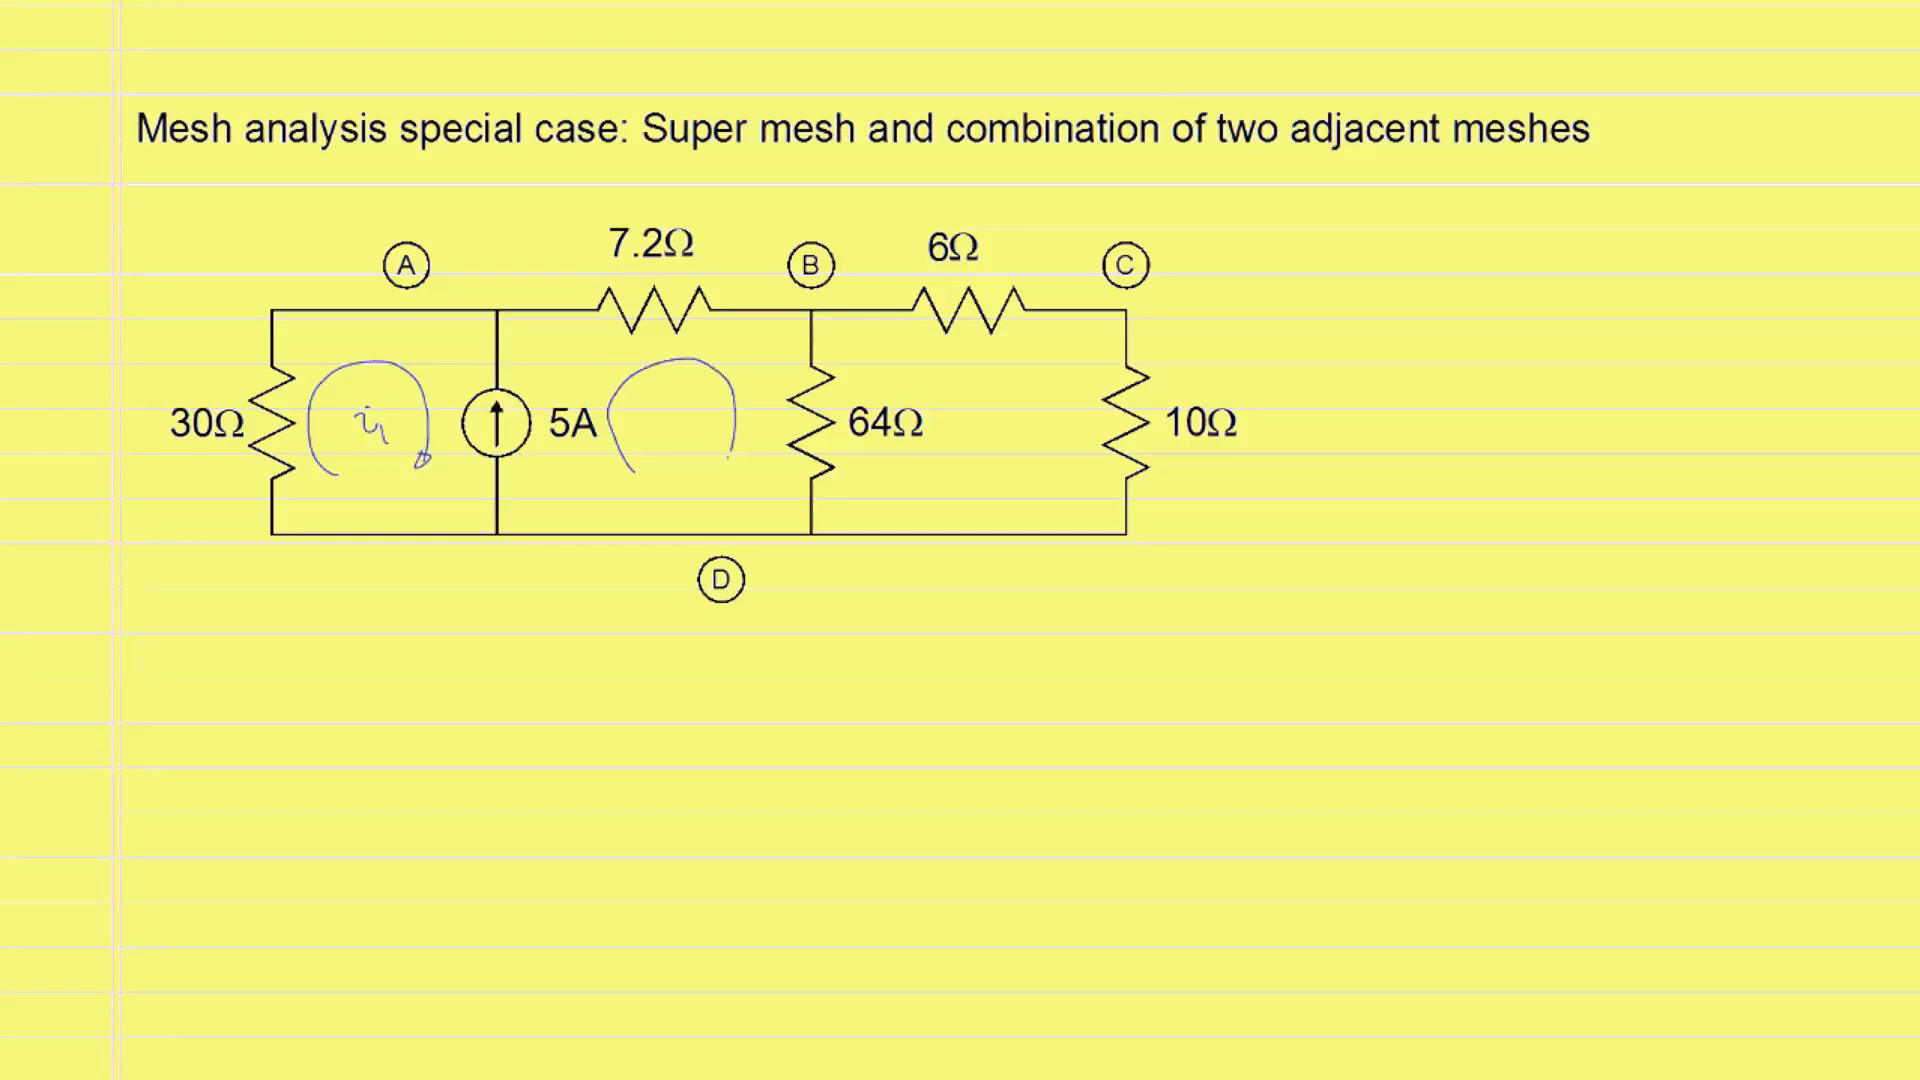 Mesh analysis special case: Super mesh and combination of two adjacent meshes
7.2Ω
6Ω
A
B
C
30Ω
i₁
5A
64Ω
10Ω
D